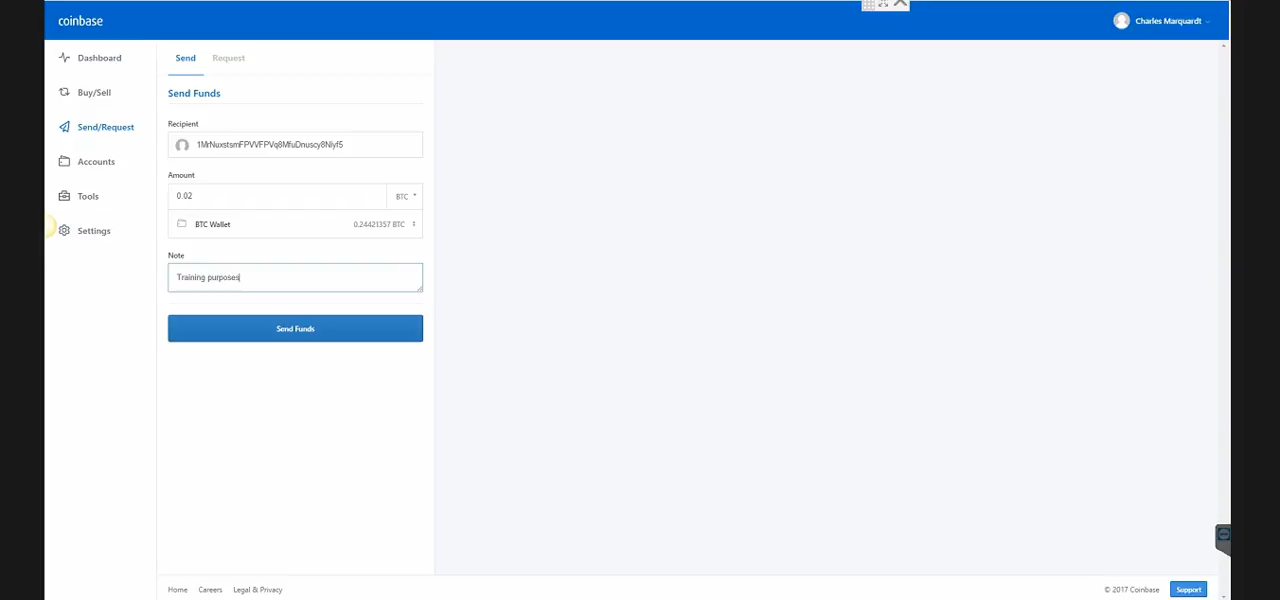 coinbase
Charles Marquardt
Dashboard
Buy/Sell
Send/Request
Accounts
Tools
Settings
Send Request
Send Funds
Recipient
Amount
0.02 BTC
BTC Wallet 0.24421357 BTC
Note
Training purposes
Send Funds
Home Careers Legal & Privacy
© 2017 Coinbase
Support